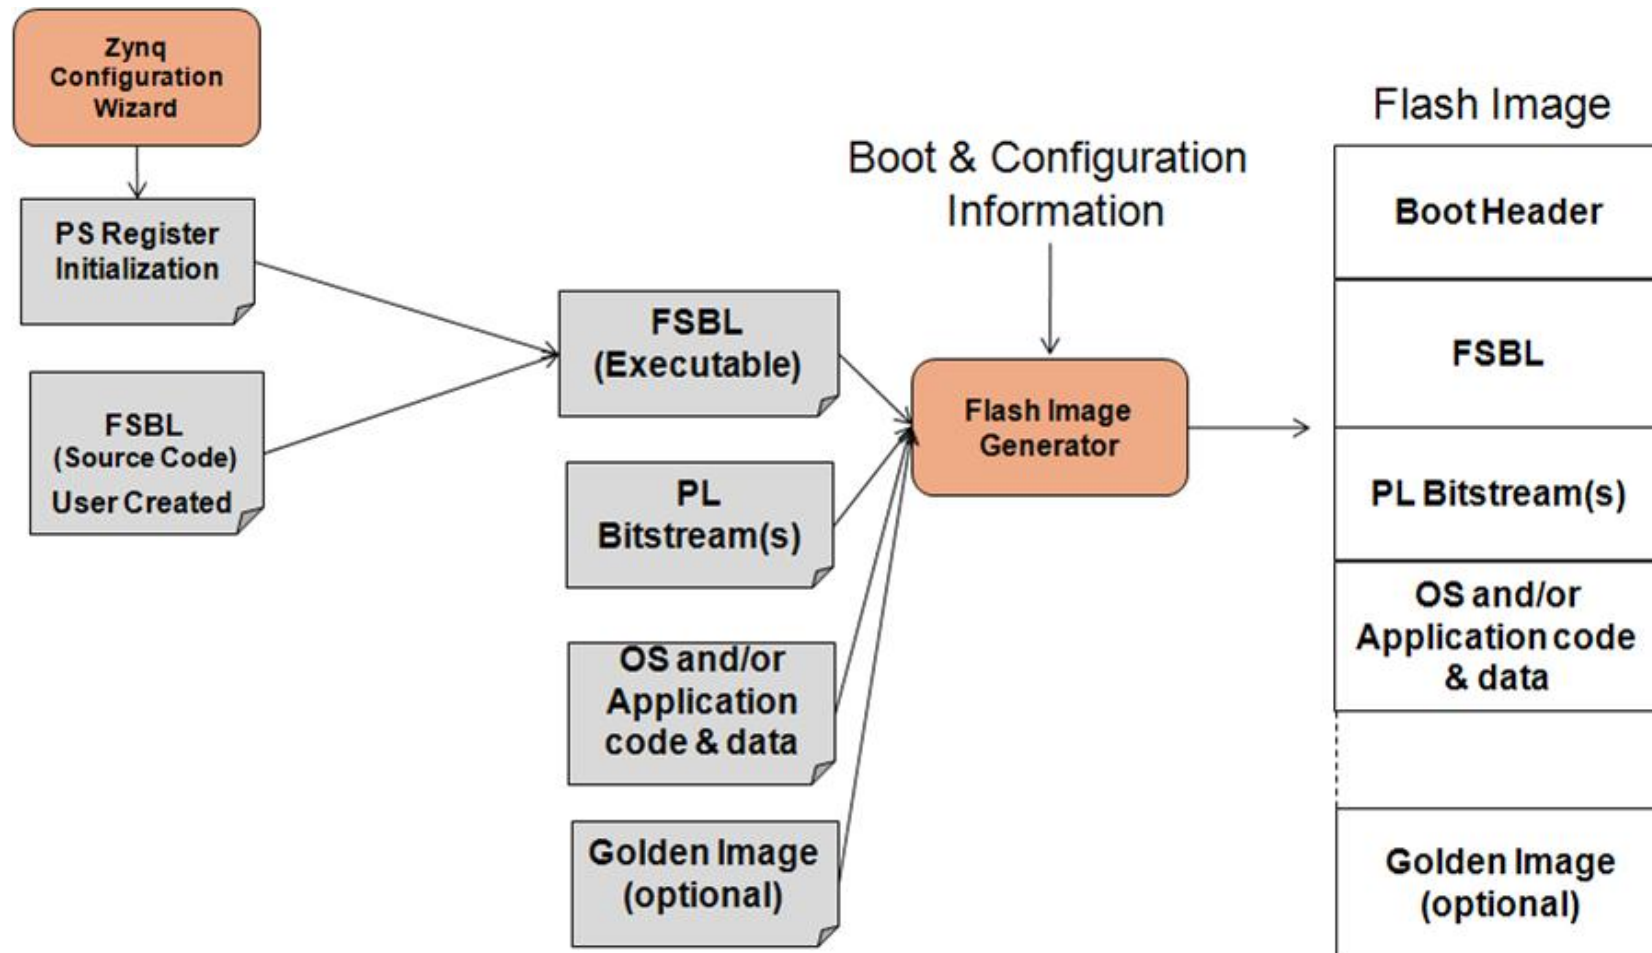 Zynq
Configuration
Wizard
PS Register
Initialization
FSBL
(Source Code)
User Created
FSBL
(Executable)
PL
Bitstream(s)
OS and/or
Application
code & data
Golden Image
(optional)
Boot & Configuration
Information
Flash Image
Generator
Flash Image
Boot Header
FSBL
PL Bitstream(s)
OS and/or
Application code
& data
Golden Image
(optional)